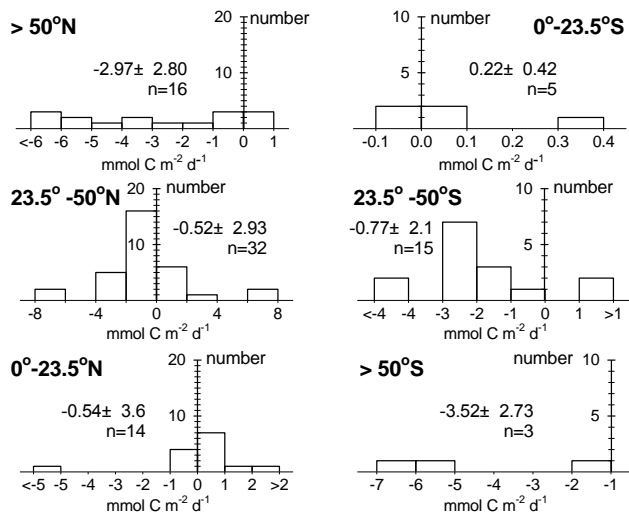 > 50°N
20
number
-2.97± 2.80
n=16
10
<-6 -6 -5 -4 -3 -2 -1 0 1
mmol C m-2 d-1
10
number
0°-23.5°S
0.22± 0.42
n=5
5
-0.1 0.0 0.1 0.2 0.3 0.4
mmol C m-2 d-1
23.5° -50°N
20
number
-0.52± 2.93
n=32
10
-8 -4 0 4 8
mmol C m-2 d-1
23.5° -50°S
10
number
-0.77± 2.1
n=15
5
<-4 -4 -3 -2 -1 0 1 >1
mmol C m-2 d-1
0°-23.5°N
20
number
-0.54± 3.6
n=14
10
<-5 -5 -4 -3 -2 -1 0 1 2 >2
mmol C m-2 d-1
> 50°S
number
10
-3.52± 2.73
n=3
5
-7 -6 -5 -4 -3 -2 -1
mmol C m-2 d-1